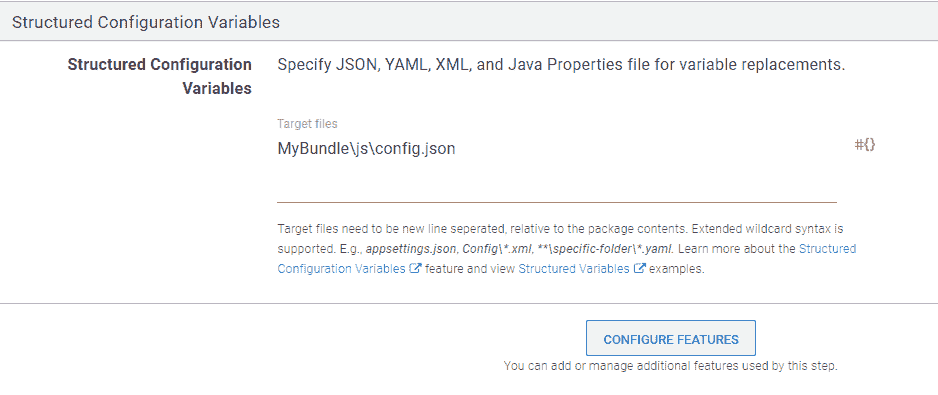 Structured Configuration Variables
Structured Configuration
Variables
Specify JSON, YAML, XML, and Java Properties file for variable replacements.
Target files
MyBundle\js\config.json
#{}
Target files need to be new line seperated, relative to the package contents. Extended wildcard syntax is
supported. E.g., appsettings.json, Config\*.xml, **\specific-folder\*.yaml. Learn more about the Structured
Configuration Variables feature and view Structured Variables examples.
CONFIGURE FEATURES
You can add or manage additional features used by this step.